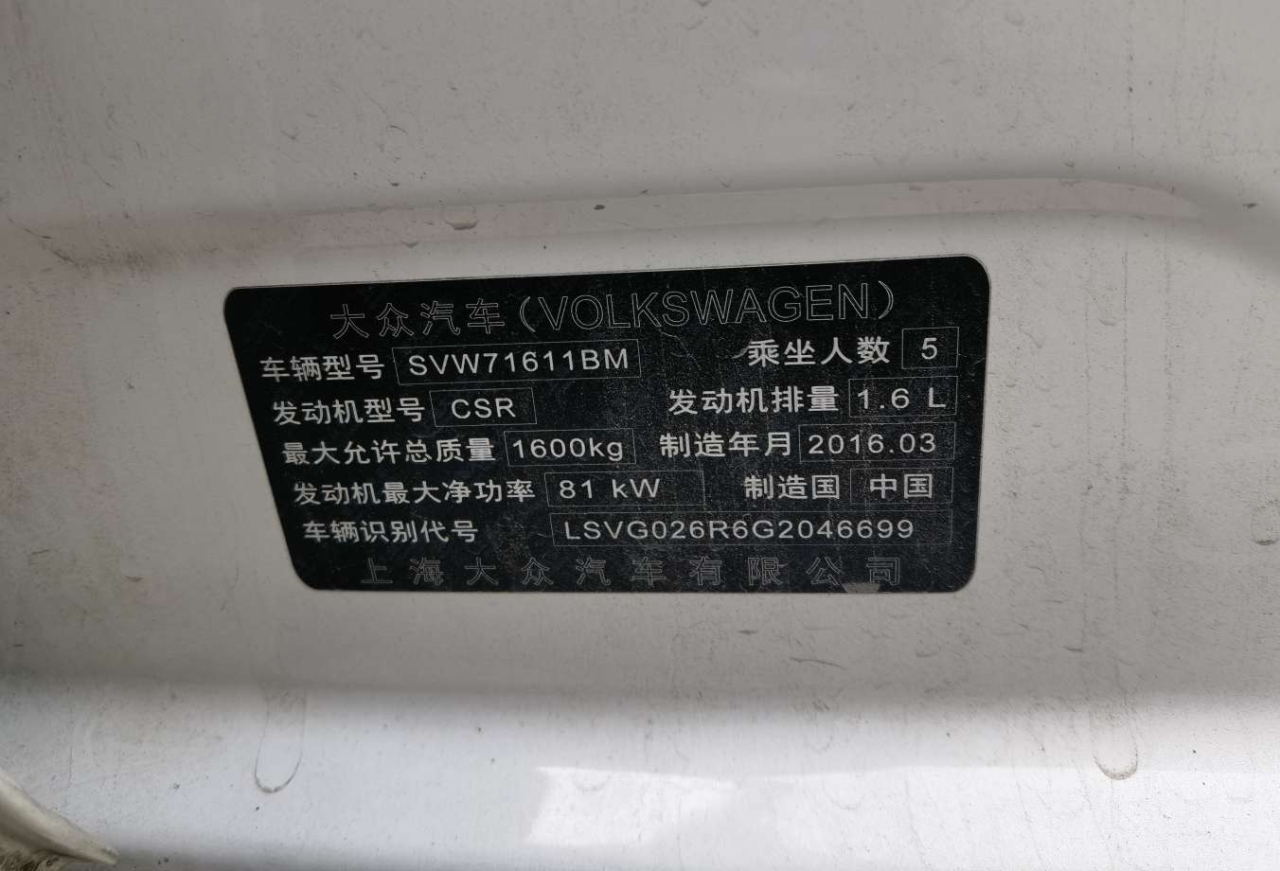 大众汽车(VOLKSWAGEN)
车辆型号 SVW71611BM 乘坐人数 5
发动机型号 CSR 发动机排量 1.6 L
最大允许总质量 1600kg 制造年月 2016.03
发动机最大净功率 81 kW 制造国 中国
车辆识别代号 LSVG026R6G2046699
上海大众汽车有限公司